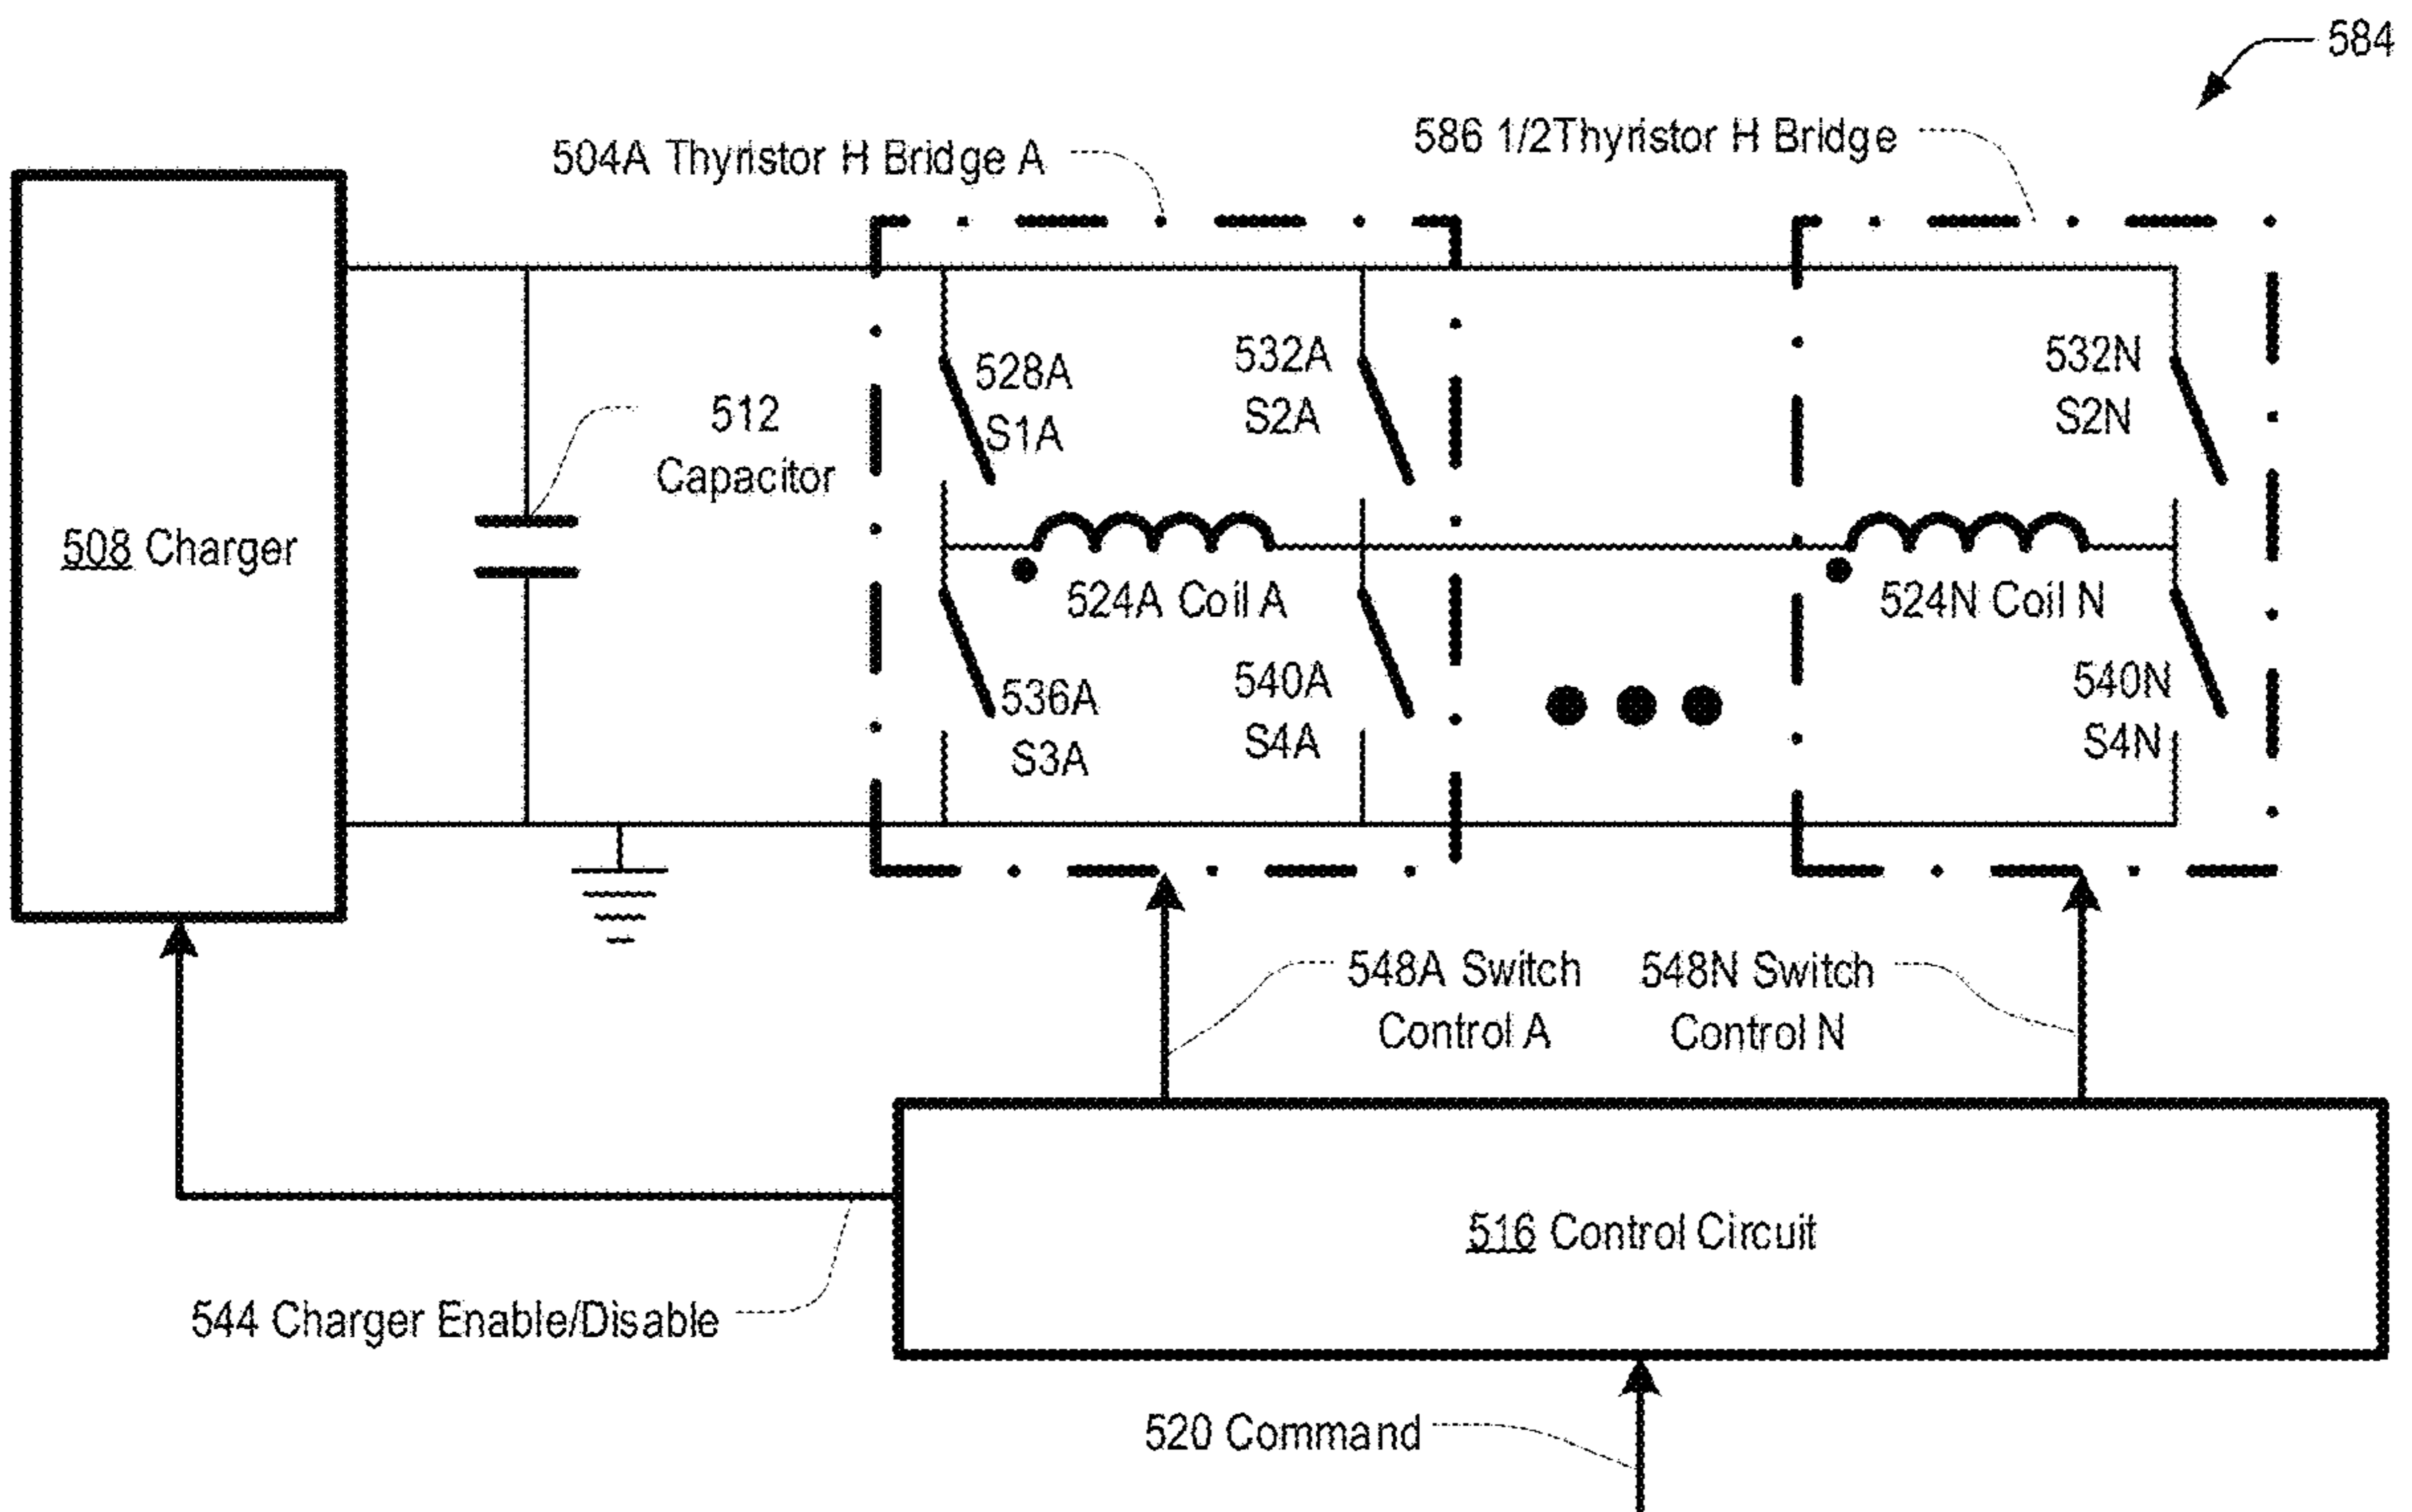 584
586 1/2Thyristor H Bridge
504A Thyristor H Bridge A
528A
S1A
532A
S2A
532N
S2N
512
Capacitor
508 Charger
524A Coil A
524N Coil N
536A
S3A
540A
S4A
540N
S4N
548A Switch
Control A
548N Switch
Control N
516 Control Circuit
544 Charger Enable/Disable
520 Command